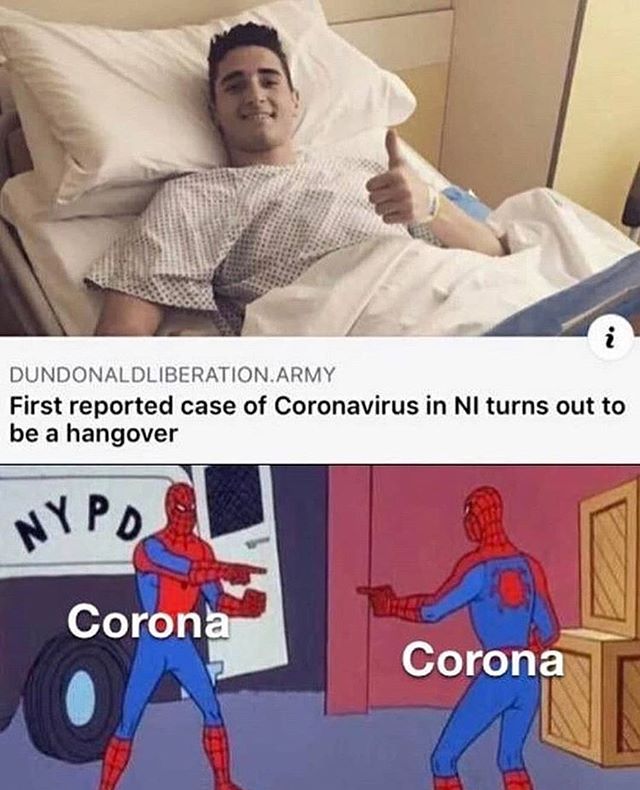 i
DUNDONALDLIBERATION.ARMY
First reported case of Coronavirus in NI turns out to
be a hangover
NYPD
Corona
Corona